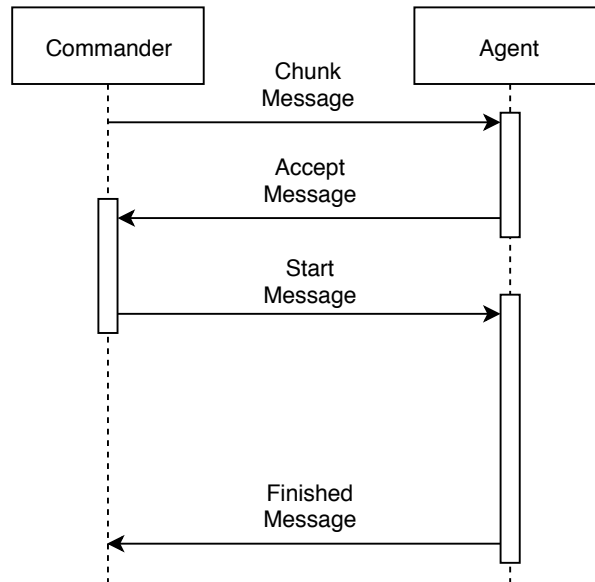 Commander
Agent
Chunk
Message
Accept
Message
Start
Message
Finished
Message